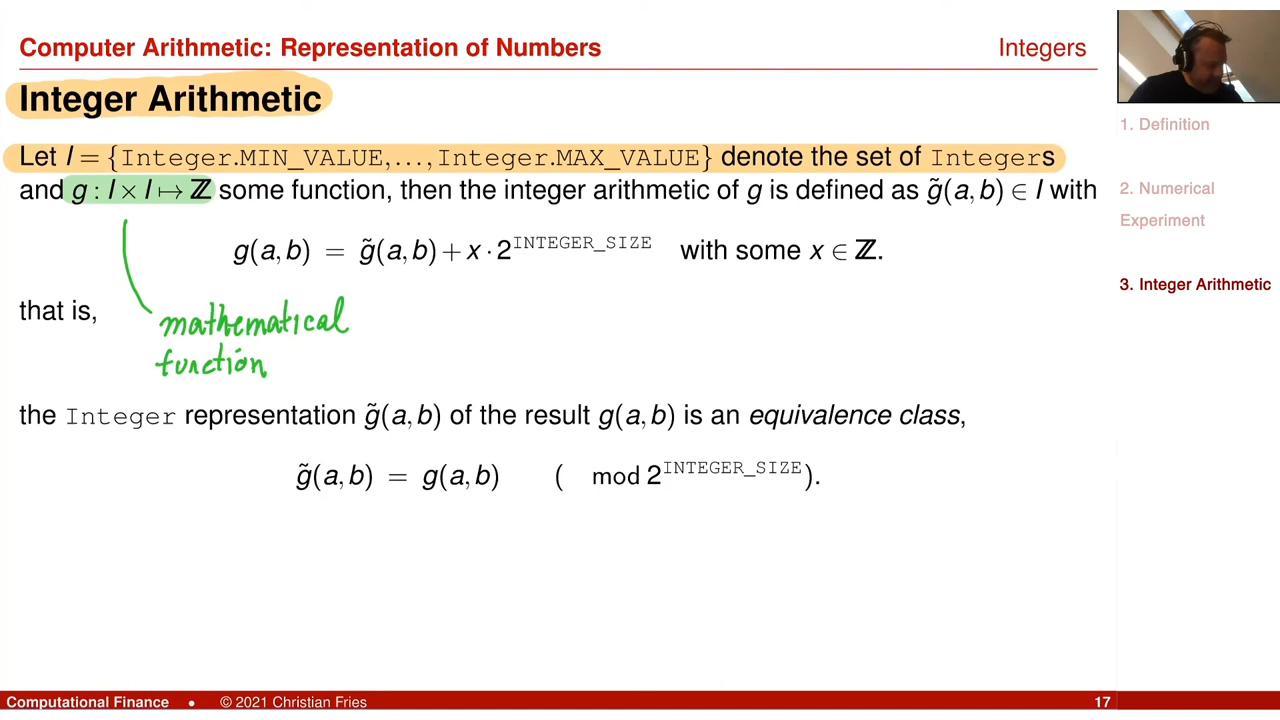 Computer Arithmetic: Representation of Numbers
Integers
Integer Arithmetic
Let I = {Integer.MIN_VALUE,...,Integer.MAX_VALUE} denote the set of Integers
and g : I × I ↦ ℤ some function, then the integer arithmetic of g is defined as g̃(a,b) ∈ I with
g(a,b) = g̃(a,b) + x · 2^INTEGER_SIZE with some x ∈ ℤ.
that is,
mathematical
function
the Integer representation g̃(a,b) of the result g(a,b) is an equivalence class,
g̃(a,b) = g(a,b) ( mod 2^INTEGER_SIZE).
1. Definition
2. Numerical
Experiment
3. Integer Arithmetic
Computational Finance • © 2021 Christian Fries
17